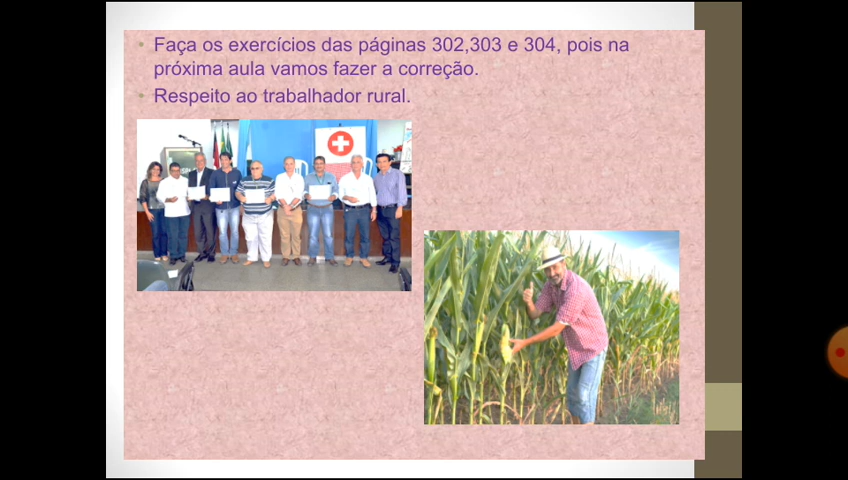 Faça os exercícios das páginas 302,303 e 304, pois na
próxima aula vamos fazer a correção.
Respeito ao trabalhador rural.